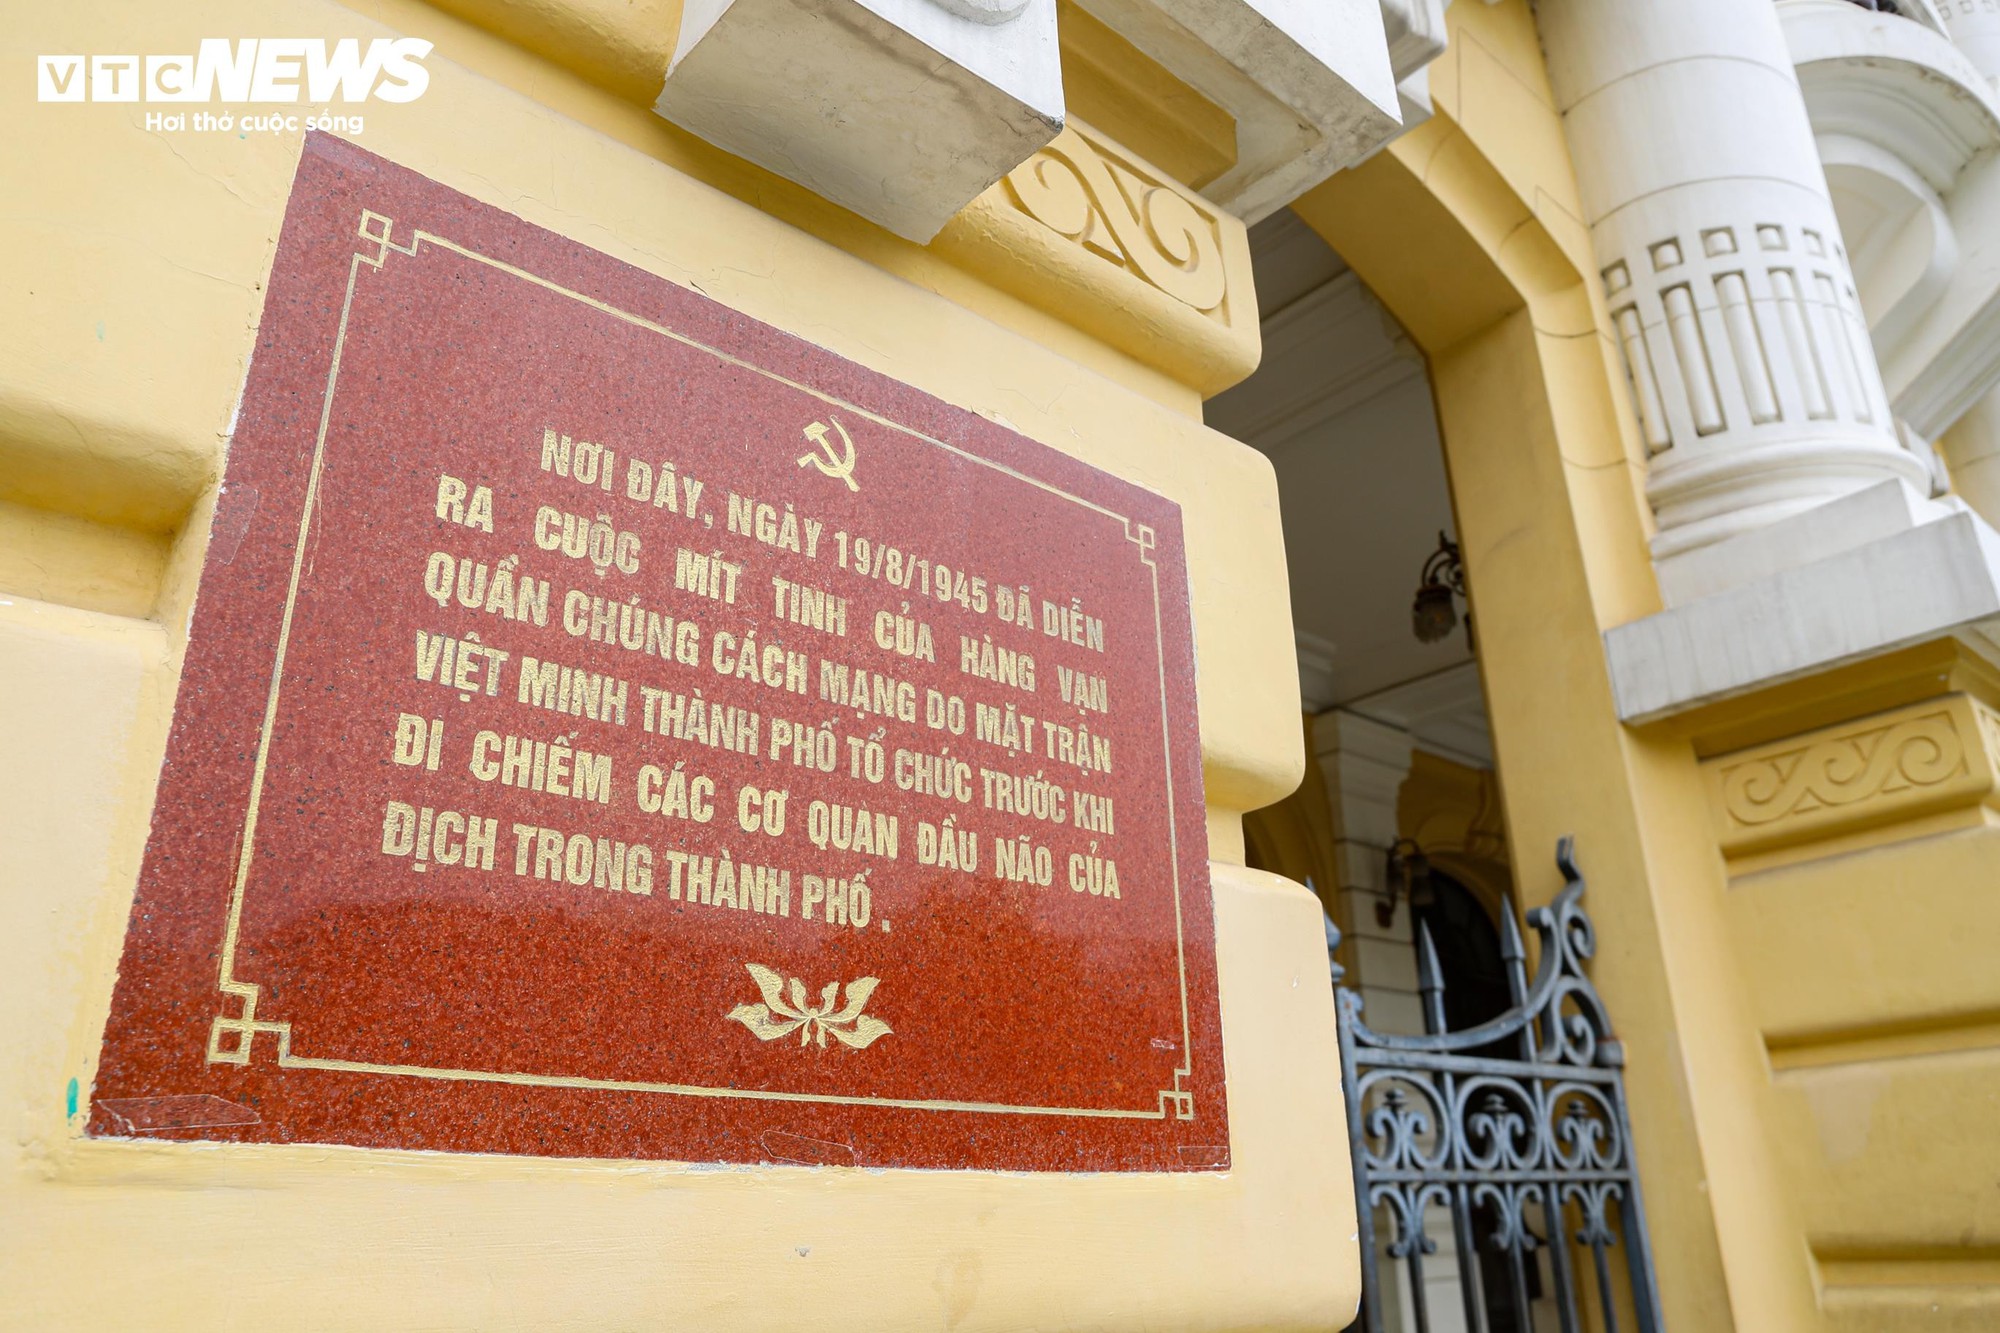 VTC NEWS
Hơi thở cuộc sống
NƠI ĐÂY, NGÀY 19/8/1945 ĐÃ DIỄN
RA CUỘC MÍT TINH CỦA HÀNG VẠN
QUẦN CHÚNG CÁCH MẠNG DO MẶT TRẬN
VIỆT MINH THÀNH PHỐ TỔ CHỨC TRƯỚC KHI
ĐI CHIẾM CÁC CƠ QUAN ĐẦU NÃO CỦA
ĐỊCH TRONG THÀNH PHỐ .